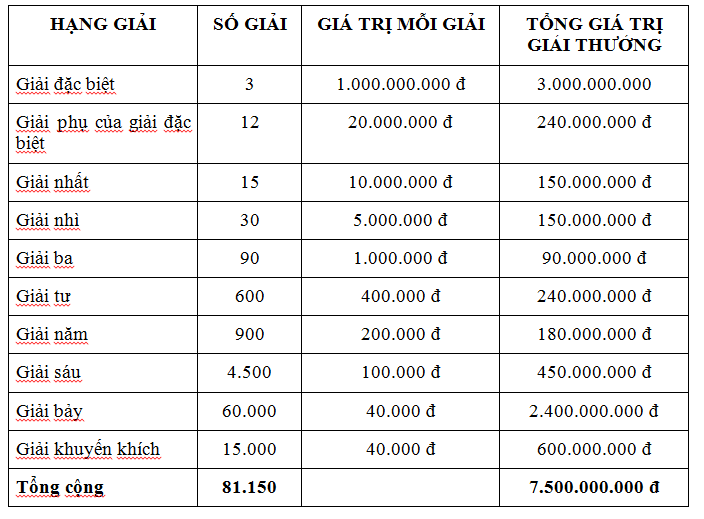 HẠNG GIẢI SỐ GIẢI GIÁ TRỊ MỖI GIẢI TỔNG GIÁ TRỊ
GIẢI THƯỞNG
Giải đặc biệt 3 1.000.000.000 đ 3.000.000.000
Giải phụ của giải đặc 12 20.000.000 đ 240.000.000 đ
biệt
Giải nhất 15 10.000.000 đ 150.000.000 đ
Giải nhì 30 5.000.000 đ 150.000.000 đ
Giải ba 90 1.000.000 đ 90.000.000 đ
Giải tư 600 400.000 đ 240.000.000 đ
Giải năm 900 200.000 đ 180.000.000 đ
Giải sáu 4.500 100.000 đ 450.000.000 đ
Giải bảy 60.000 40.000 đ 2.400.000.000 đ
Giải khuyến khích 15.000 40.000 đ 600.000.000 đ
Tổng cộng 81.150 7.500.000.000 đ